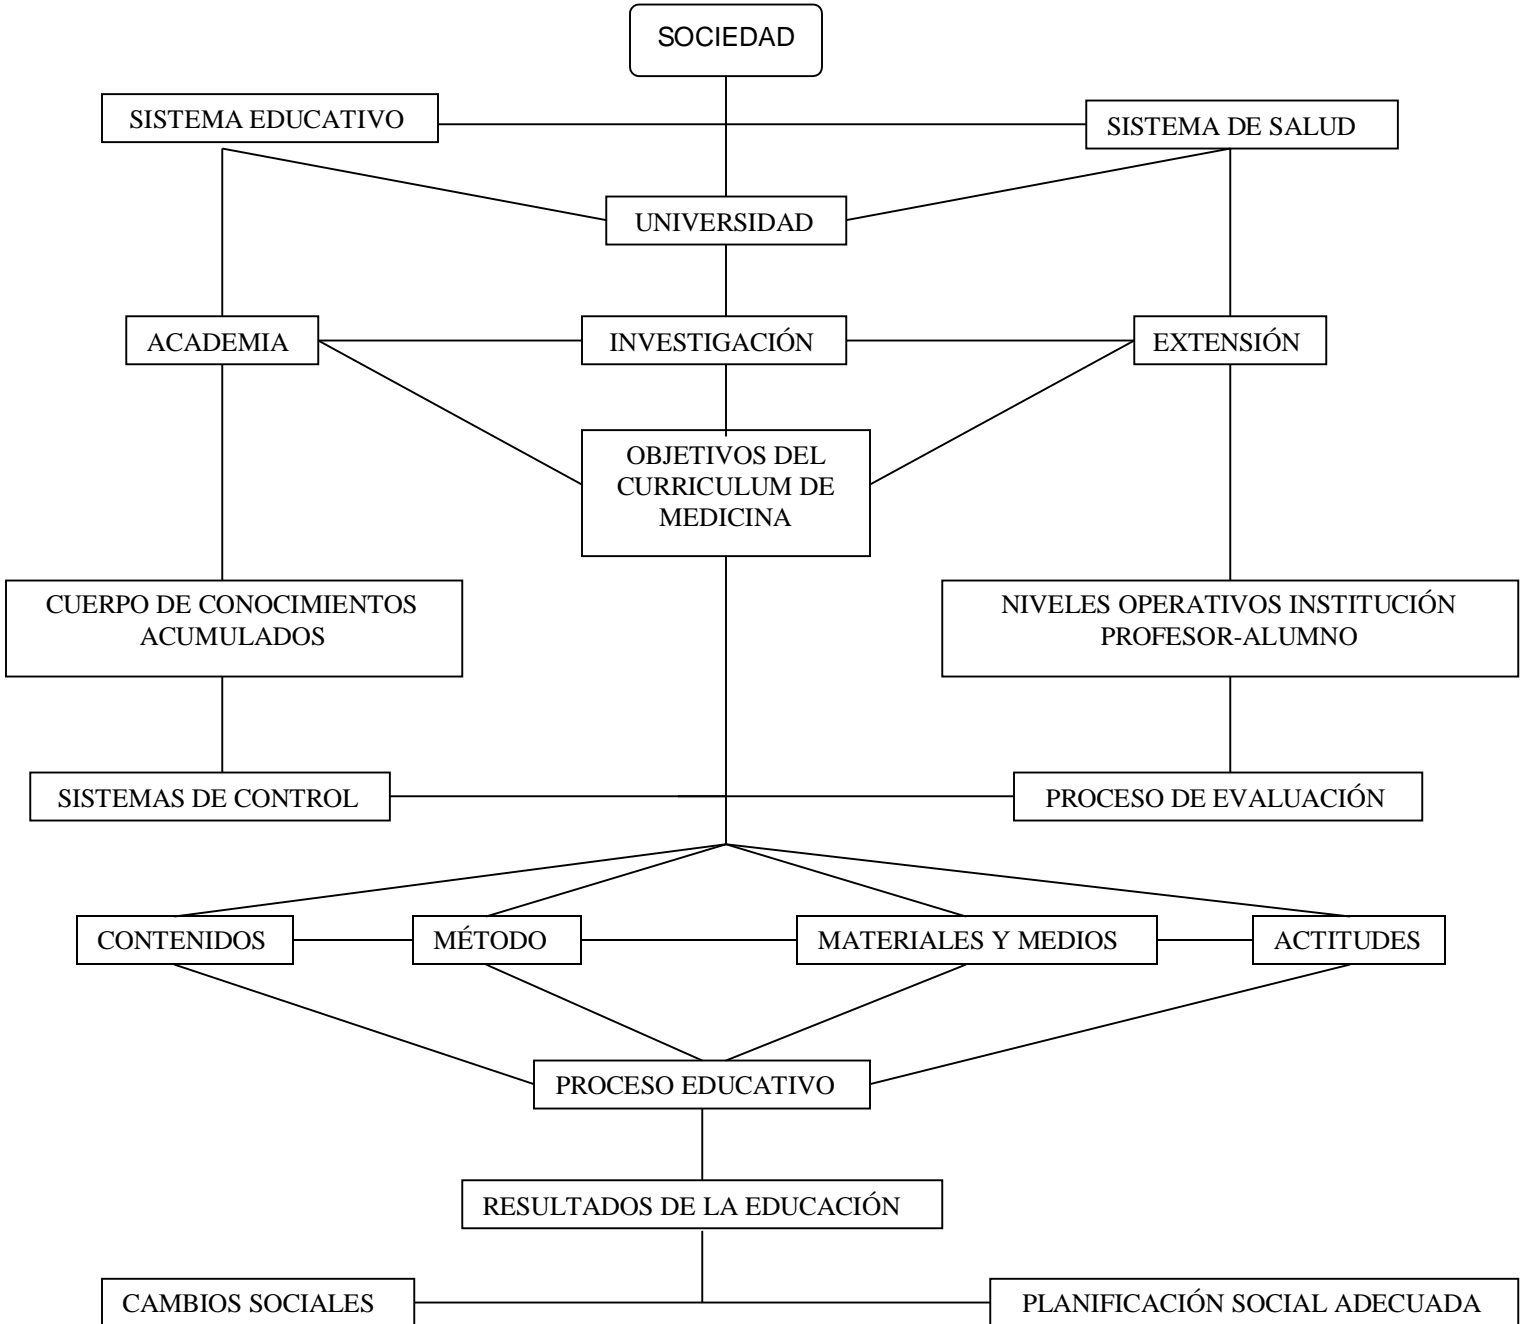 SOCIEDAD
SISTEMA EDUCATIVO
SISTEMA DE SALUD
UNIVERSIDAD
ACADEMIA
INVESTIGACIÓN
EXTENSIÓN
OBJETIVOS DEL
CURRICULUM DE
MEDICINA
CUERPO DE CONOCIMIENTOS
ACUMULADOS
NIVELES OPERATIVOS INSTITUCIÓN
PROFESOR-ALUMNO
SISTEMAS DE CONTROL
PROCESO DE EVALUACIÓN
CONTENIDOS
MÉTODO
MATERIALES Y MEDIOS
ACTITUDES
PROCESO EDUCATIVO
RESULTADOS DE LA EDUCACIÓN
CAMBIOS SOCIALES
PLANIFICACIÓN SOCIAL ADECUADA